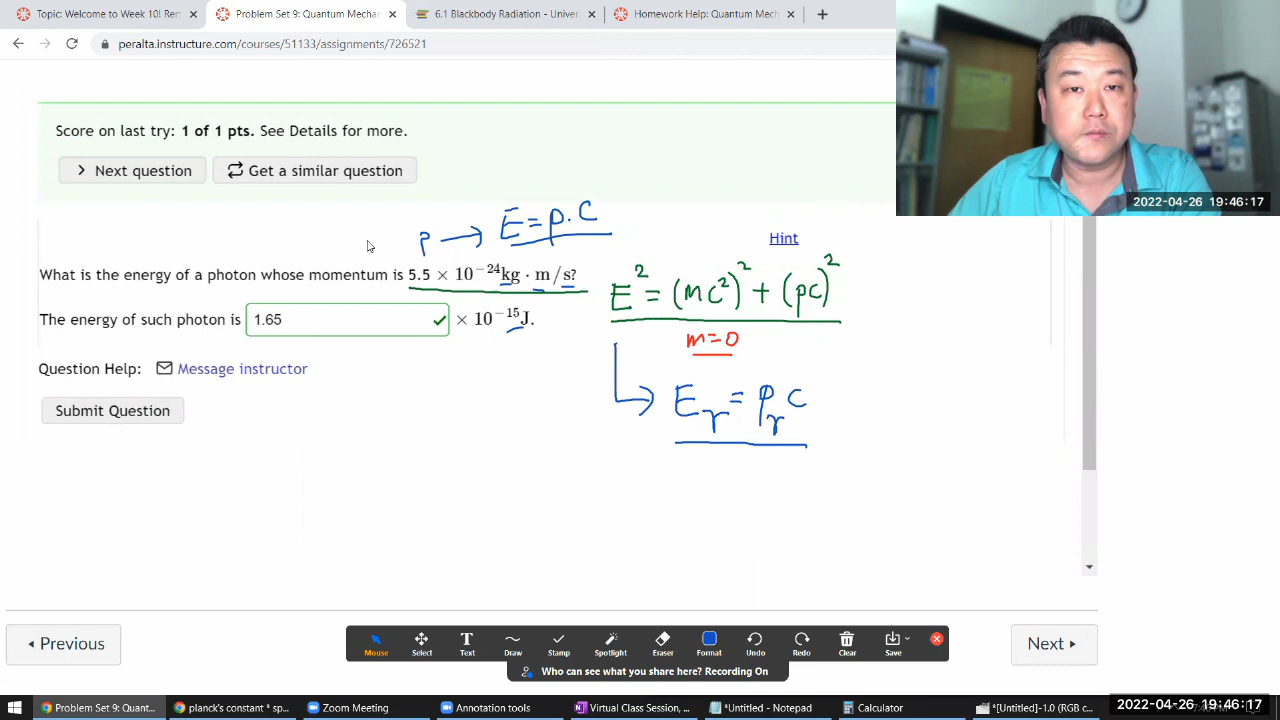 Topic: Welcome to Week 10! Ren
Problem Set 9: Quantum Mechan
6.1 Blackbody Radiation - Univer
Homework Help: Quantum Mech
peralta.instructure.com/courses/51133/assignments/726521
2022-04-26 19:46:17
Score on last try: 1 of 1 pts. See Details for more.
Next question
Get a similar question
p → E = p.c
Hint
What is the energy of a photon whose momentum is 5.5 × 10⁻²⁴kg · m/s?
E² = (mc²)² + (pc)²
The energy of such photon is 1.65 × 10⁻¹⁵J.
m=0
Question Help: Message instructor
Eγ = pγ c
Submit Question
Previous
Mouse Select Text Draw Stamp Spotlight Eraser Format Undo Redo Clear Save
Next
Who can see what you share here? Recording On
Problem Set 9: Quant...
planck's constant * sp...
Zoom Meeting
Annotation tools
Virtual Class Session, ...
*Untitled - Notepad
Calculator
*[Untitled]-1.0 (RGB c...
2022-04-26 19:46:17